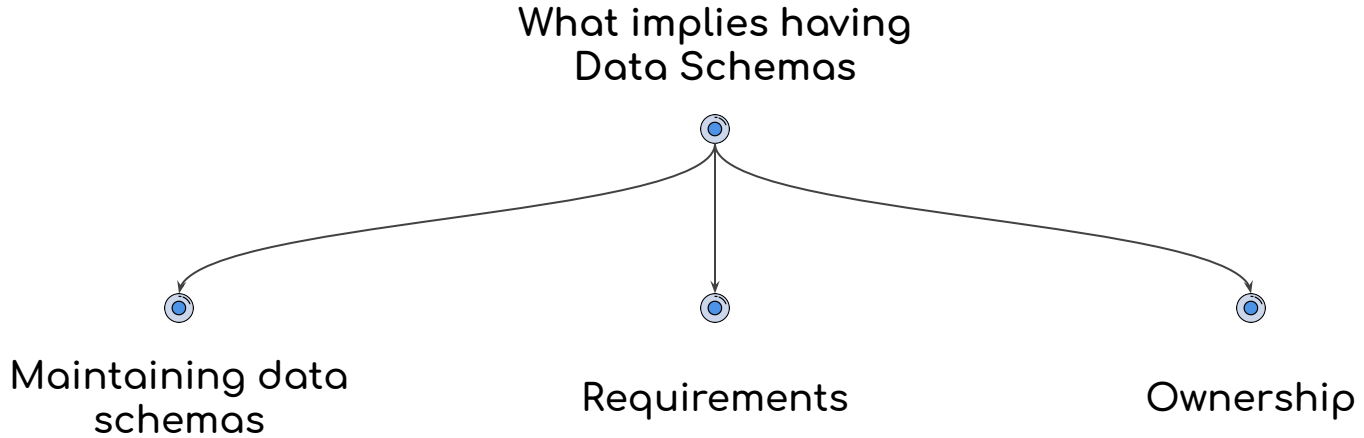 What implies having
Data Schemas
Maintaining data
schemas
Requirements
Ownership